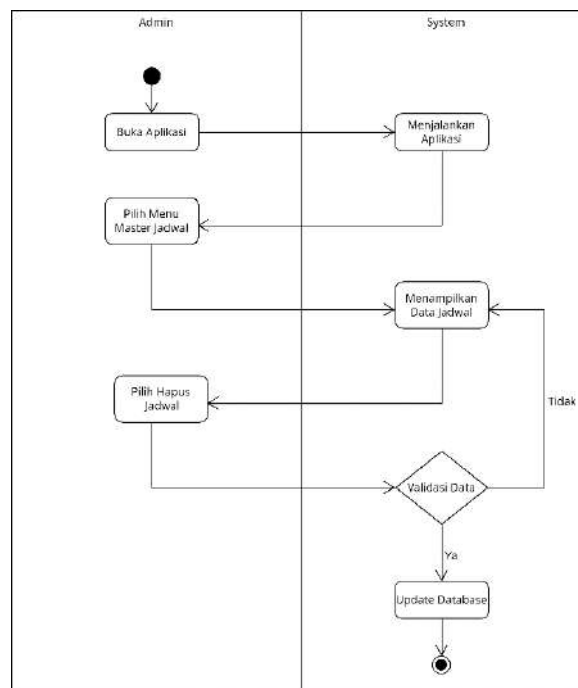 Admin
System
Buka Aplikasi
Menjalankan
Aplikasi
Pilih Menu
Master Jadwal
Menampilkan
Data Jadwal
Pilih Hapus
Jadwal
Tidak
Validasi Data
Ya
Update Database